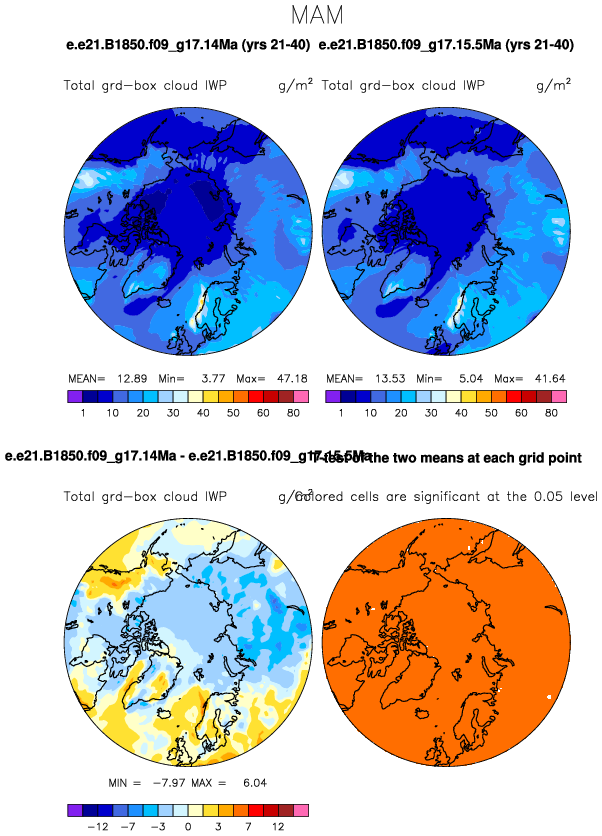 MAM
e.e21.B1850.f09_g17.14Ma (yrs 21-40) e.e21.B1850.f09_g17.15.5Ma (yrs 21-40)
Total grd-box cloud IWP g/m² Total grd-box cloud IWP g/m²
MEAN= 12.89 Min= 3.77 Max= 47.18 MEAN= 13.53 Min= 5.04 Max= 41.64
1 10 20 30 40 50 60 80 1 10 20 30 40 50 60 80
e.e21.B1850.f09_g17.14Ma - e.e21.B1850.f09_g17.15.5Ma T-test of the two means at each grid point
Total grd-box cloud IWP g/m² Colored cells are significant at the 0.05 level
MIN = -7.97 MAX = 6.04
-12 -7 -3 0 3 7 12